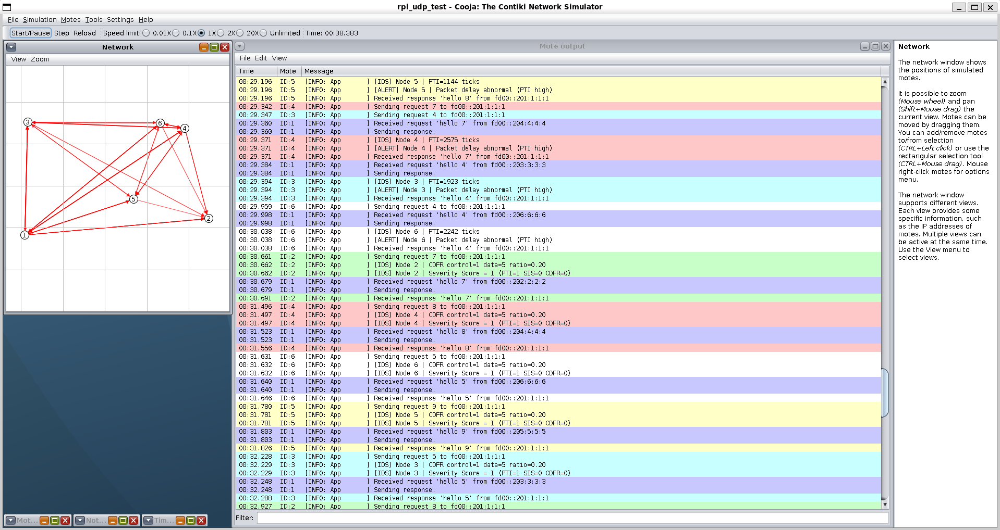 rpl_udp_test - Cooja: The Contiki Network Simulator
File Simulation Motes Tools Settings Help
Start/Pause Step Reload Speed limit: 0.01X 0.1X 1X 2X 20X Unlimited Time: 00:38.383
Network
View Zoom
3
6
4
5
2
1
Mot...
Not...
Tim...
Mote output
File Edit View
Time Mote Message
00:29.196 ID:5 [INFO: App ] [IDS] Node 5 | PTI=1144 ticks
00:29.196 ID:5 [INFO: App ] [ALERT] Node 5 | Packet delay abnormal (PTI high)
00:29.196 ID:5 [INFO: App ] Received response 'hello 8' from fd00::201:1:1:1
00:29.342 ID:4 [INFO: App ] Sending request 7 to fd00::201:1:1:1
00:29.347 ID:3 [INFO: App ] Sending request 4 to fd00::201:1:1:1
00:29.360 ID:1 [INFO: App ] Received request 'hello 7' from fd00::204:4:4:4
00:29.360 ID:1 [INFO: App ] Sending response.
00:29.371 ID:4 [INFO: App ] [IDS] Node 4 | PTI=2575 ticks
00:29.371 ID:4 [INFO: App ] [ALERT] Node 4 | Packet delay abnormal (PTI high)
00:29.371 ID:4 [INFO: App ] Received response 'hello 7' from fd00::201:1:1:1
00:29.384 ID:1 [INFO: App ] Received request 'hello 4' from fd00::203:3:3:3
00:29.384 ID:1 [INFO: App ] Sending response.
00:29.394 ID:3 [INFO: App ] [IDS] Node 3 | PTI=1923 ticks
00:29.394 ID:3 [INFO: App ] [ALERT] Node 3 | Packet delay abnormal (PTI high)
00:29.394 ID:3 [INFO: App ] Received response 'hello 4' from fd00::201:1:1:1
00:29.959 ID:6 [INFO: App ] Sending request 4 to fd00::201:1:1:1
00:29.998 ID:1 [INFO: App ] Received request 'hello 4' from fd00::206:6:6:6
00:29.998 ID:1 [INFO: App ] Sending response.
00:30.038 ID:6 [INFO: App ] [IDS] Node 6 | PTI=2242 ticks
00:30.038 ID:6 [INFO: App ] [ALERT] Node 6 | Packet delay abnormal (PTI high)
00:30.038 ID:6 [INFO: App ] Received response 'hello 4' from fd00::201:1:1:1
00:30.661 ID:2 [INFO: App ] Sending request 7 to fd00::201:1:1:1
00:30.662 ID:2 [INFO: App ] [IDS] Node 2 | CDFR control=1 data=5 ratio=0.20
00:30.662 ID:2 [INFO: App ] [IDS] Node 2 | Severity Score = 1 (PTI=1 SIS=0 CDFR=0)
00:30.679 ID:1 [INFO: App ] Received request 'hello 7' from fd00::202:2:2:2
00:30.679 ID:1 [INFO: App ] Sending response.
00:30.691 ID:2 [INFO: App ] Received response 'hello 7' from fd00::201:1:1:1
00:31.496 ID:4 [INFO: App ] Sending request 8 to fd00::201:1:1:1
00:31.497 ID:4 [INFO: App ] [IDS] Node 4 | CDFR control=1 data=5 ratio=0.20
00:31.497 ID:4 [INFO: App ] [IDS] Node 4 | Severity Score = 1 (PTI=1 SIS=0 CDFR=0)
00:31.523 ID:1 [INFO: App ] Received request 'hello 8' from fd00::204:4:4:4
00:31.523 ID:1 [INFO: App ] Sending response.
00:31.556 ID:4 [INFO: App ] Received response 'hello 8' from fd00::201:1:1:1
00:31.631 ID:6 [INFO: App ] Sending request 5 to fd00::201:1:1:1
00:31.632 ID:6 [INFO: App ] [IDS] Node 6 | CDFR control=1 data=5 ratio=0.20
00:31.632 ID:6 [INFO: App ] [IDS] Node 6 | Severity Score = 1 (PTI=1 SIS=0 CDFR=0)
00:31.640 ID:1 [INFO: App ] Received request 'hello 5' from fd00::206:6:6:6
00:31.640 ID:1 [INFO: App ] Sending response.
00:31.646 ID:6 [INFO: App ] Received response 'hello 5' from fd00::201:1:1:1
00:31.780 ID:5 [INFO: App ] Sending request 9 to fd00::201:1:1:1
00:31.781 ID:5 [INFO: App ] [IDS] Node 5 | CDFR control=1 data=5 ratio=0.20
00:31.781 ID:5 [INFO: App ] [IDS] Node 5 | Severity Score = 1 (PTI=1 SIS=0 CDFR=0)
00:31.803 ID:1 [INFO: App ] Received request 'hello 9' from fd00::205:5:5:5
00:31.803 ID:1 [INFO: App ] Sending response.
00:31.826 ID:5 [INFO: App ] Received response 'hello 9' from fd00::201:1:1:1
00:32.228 ID:3 [INFO: App ] Sending request 5 to fd00::201:1:1:1
00:32.229 ID:3 [INFO: App ] [IDS] Node 3 | CDFR control=1 data=5 ratio=0.20
00:32.229 ID:3 [INFO: App ] [IDS] Node 3 | Severity Score = 1 (PTI=1 SIS=0 CDFR=0)
00:32.248 ID:1 [INFO: App ] Received request 'hello 5' from fd00::203:3:3:3
00:32.248 ID:1 [INFO: App ] Sending response.
00:32.288 ID:3 [INFO: App ] Received response 'hello 5' from fd00::201:1:1:1
00:32.927 ID:2 [INFO: App ] Sending request 8 to fd00::201:1:1:1
Filter:
Network
The network window shows
the positions of simulated
motes.
It is possible to zoom
(Mouse wheel) and pan
(Shift+Mouse drag) the
current view. Motes can be
moved by dragging them.
You can add/remove motes
to/from selection
(CTRL+Left click) or use the
rectangular selection tool
(CTRL+Mouse drag). Mouse
right-click motes for options
menu.
The network window
supports different views.
Each view provides some
specific information, such
as the IP addresses of
motes. Multiple views can
be active at the same time.
Use the View menu to
select views.